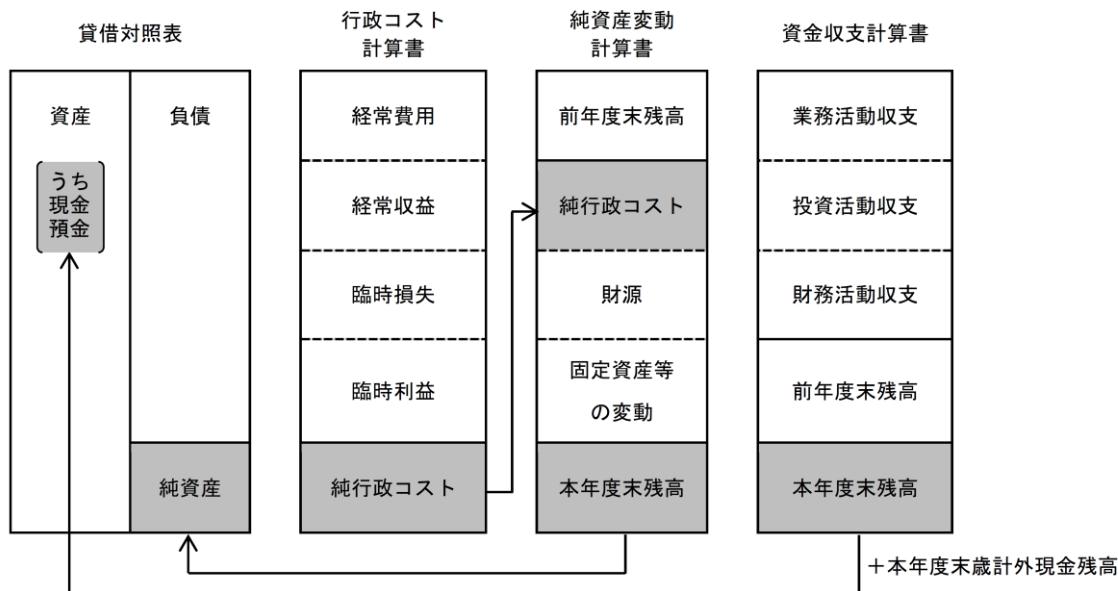 貸借対照表
資産
うち
現金
預金
負債
純資産
行政コスト
計算書
経常費用
経常収益
臨時損失
臨時利益
純行政コスト
純資産変動
計算書
前年度末残高
純行政コスト
財源
固定資産等
の変動
本年度末残高
資金収支計算書
業務活動収支
投資活動収支
財務活動収支
前年度末残高
本年度末残高
＋本年度末歳計外現金残高